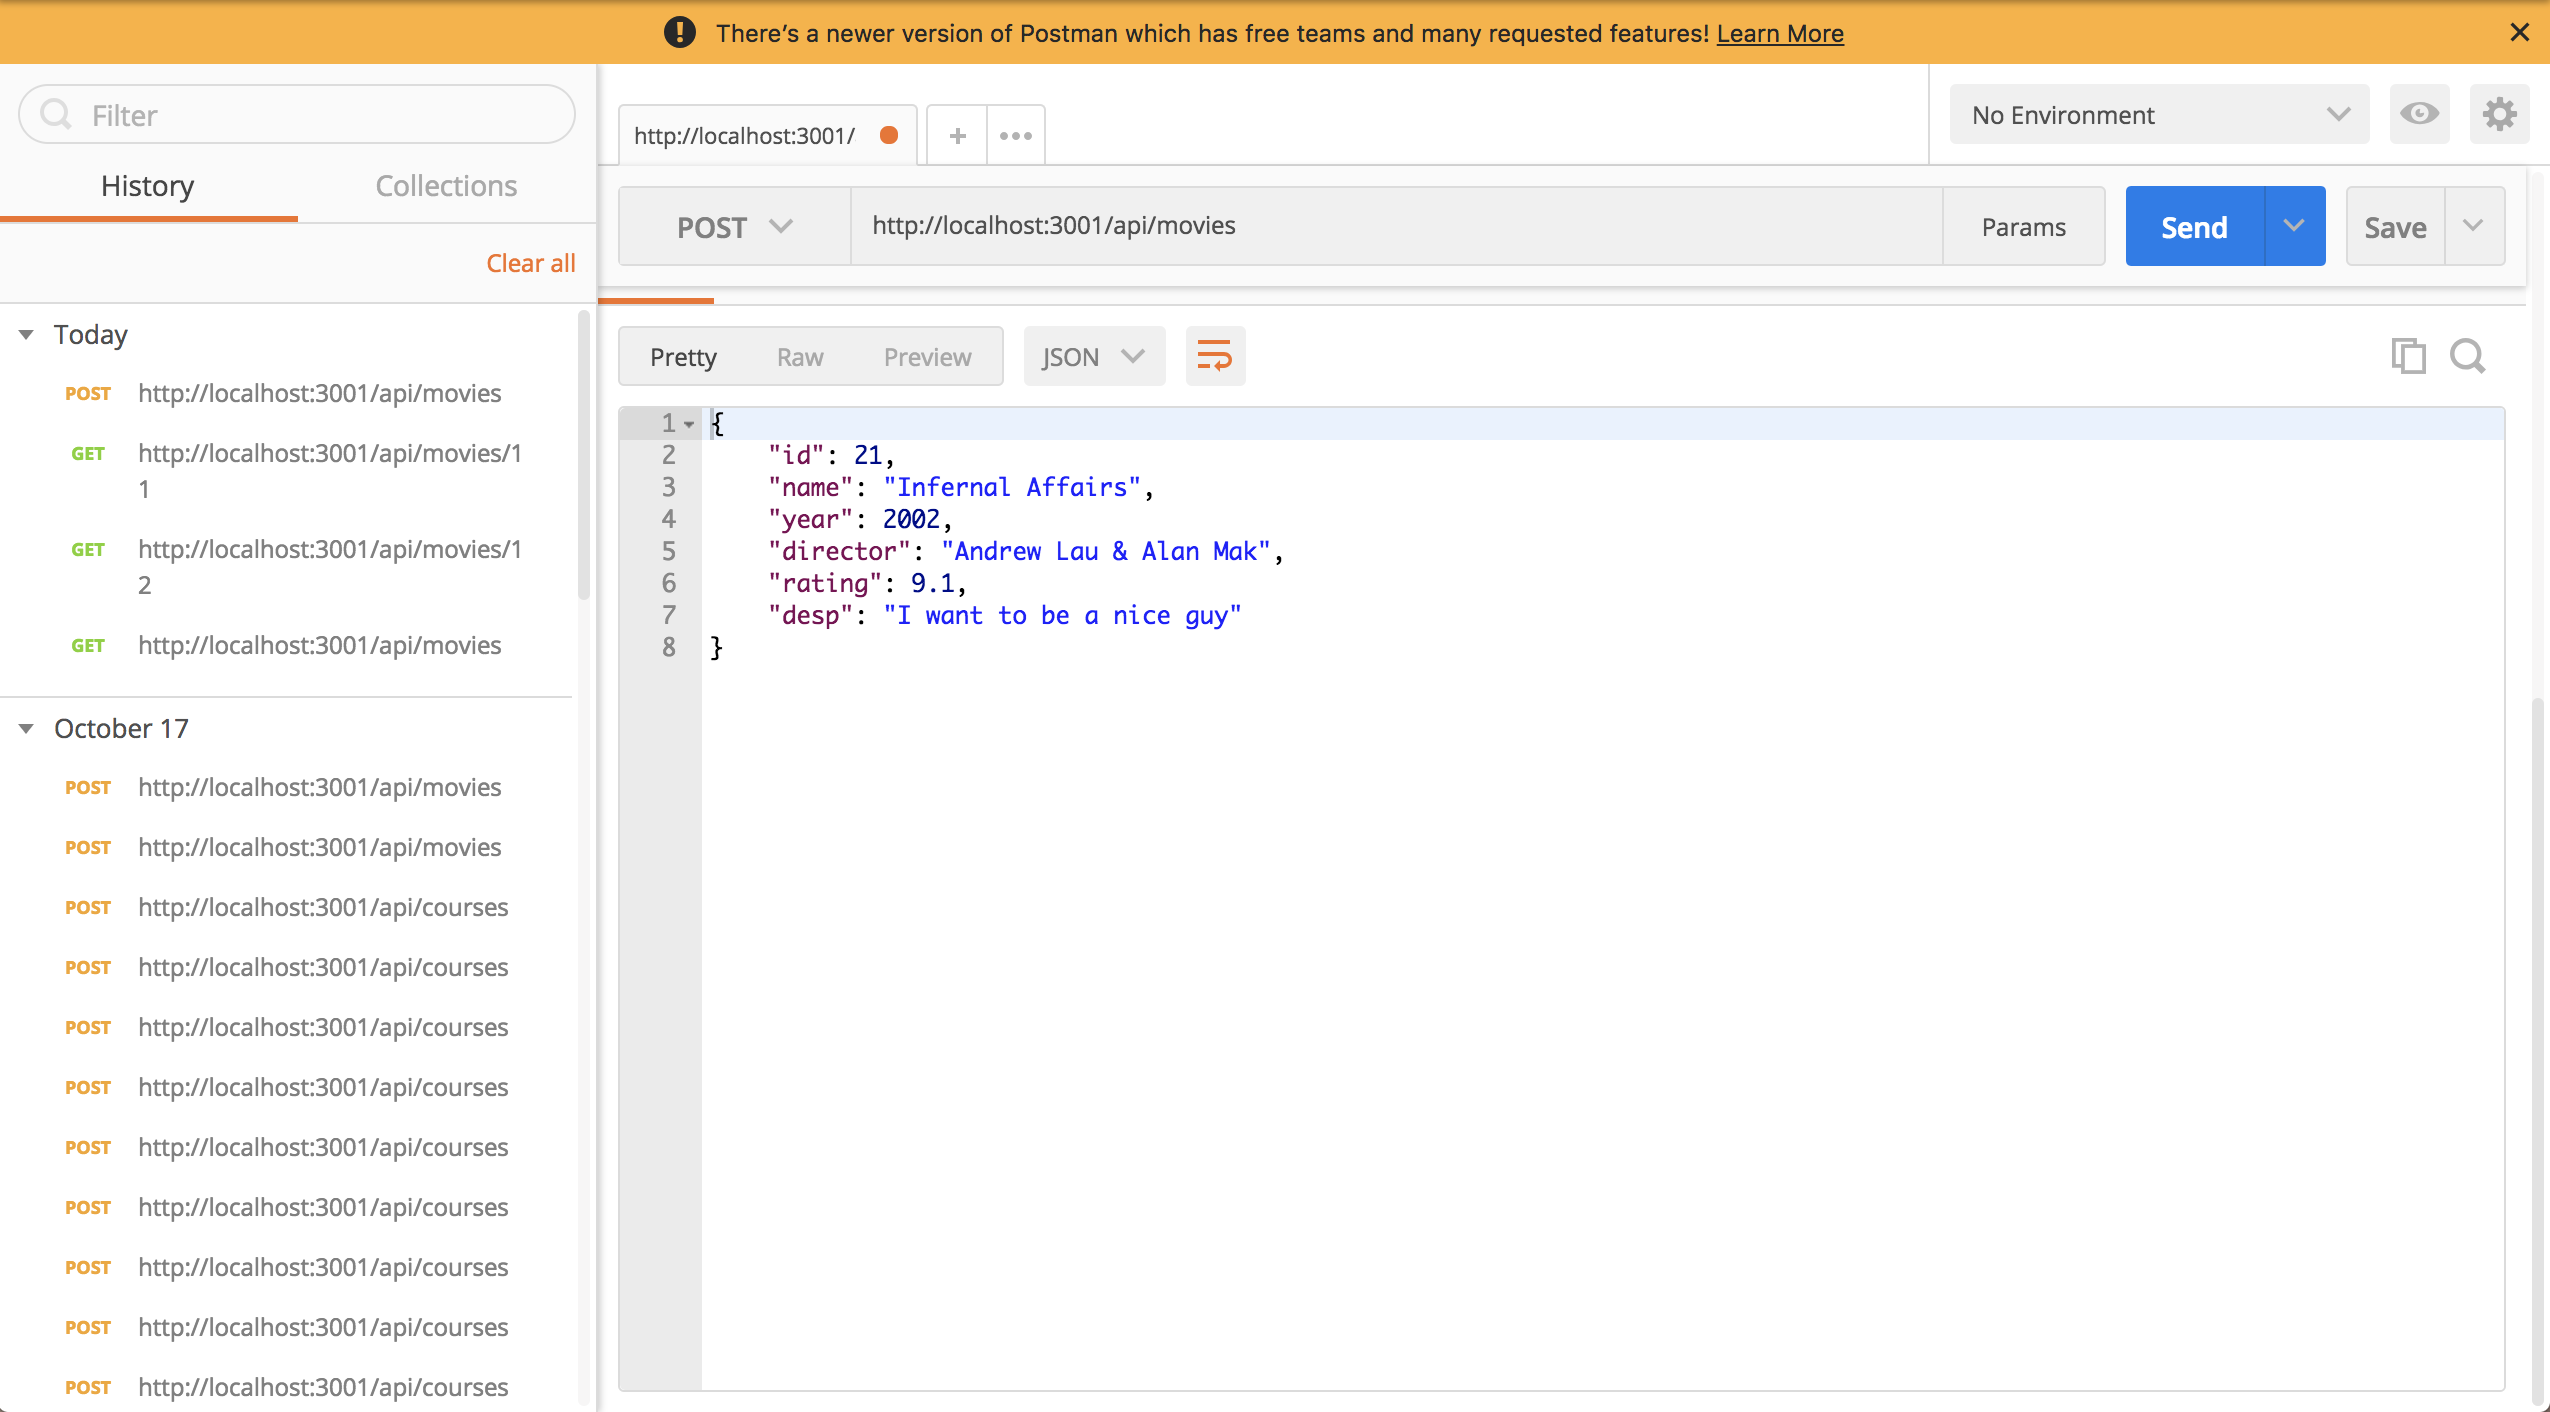 There's a newer version of Postman which has free teams and many requested features! Learn More
Filter
History Collections
Clear all
Today
POST http://localhost:3001/api/movies
GET http://localhost:3001/api/movies/1
1
GET http://localhost:3001/api/movies/1
2
GET http://localhost:3001/api/movies
October 17
POST http://localhost:3001/api/movies
POST http://localhost:3001/api/movies
POST http://localhost:3001/api/courses
POST http://localhost:3001/api/courses
POST http://localhost:3001/api/courses
POST http://localhost:3001/api/courses
POST http://localhost:3001/api/courses
POST http://localhost:3001/api/courses
POST http://localhost:3001/api/courses
POST http://localhost:3001/api/courses
POST http://localhost:3001/api/courses
http://localhost:3001/
No Environment
POST http://localhost:3001/api/movies Params Send Save
Pretty Raw Preview JSON
1 {
2 "id": 21,
3 "name": "Infernal Affairs",
4 "year": 2002,
5 "director": "Andrew Lau & Alan Mak",
6 "rating": 9.1,
7 "desp": "I want to be a nice guy"
8 }